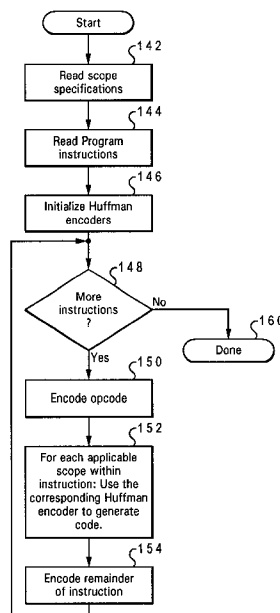 Start
142
Read scope
specifications
144
Read Program
instructions
146
Initialize Huffman
encoders
148
More
instructions
?
No
Yes
160
Done
150
Encode opcode
152
For each applicable
scope within
instruction: Use the
corresponding Huffman
encoder to generate
code.
154
Encode remainder
of instruction